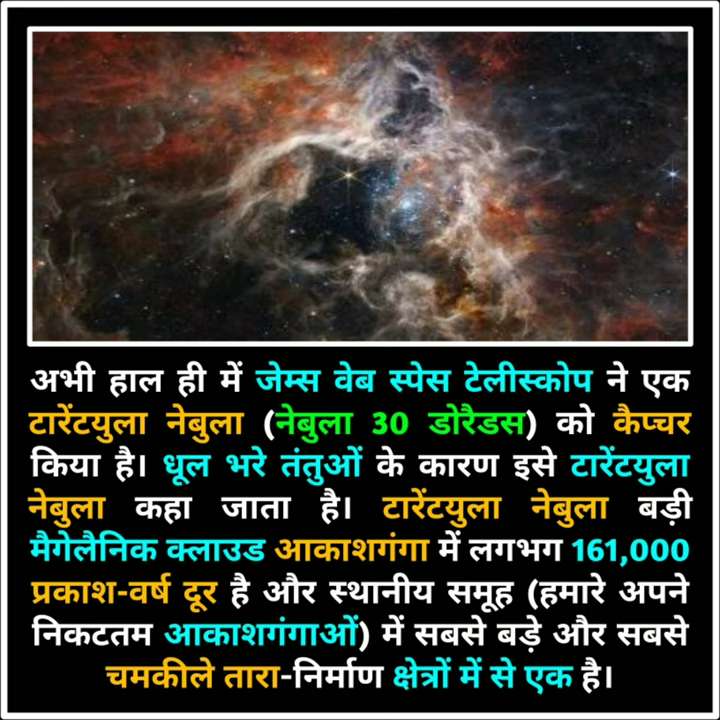 अभी हाल ही में जेम्स वेब स्पेस टेलीस्कोप ने एक
टारेंटयुला नेबुला (नेबुला 30 डोरैडस) को कैप्चर
किया है। धूल भरे तंतुओं के कारण इसे टारेंटयुला
नेबुला कहा जाता है। टारेंटयुला नेबुला बड़ी
मैगेलैनिक क्लाउड आकाशगंगा में लगभग 161,000
प्रकाश-वर्ष दूर है और स्थानीय समूह (हमारे अपने
निकटतम आकाशगंगाओं) में सबसे बड़े और सबसे
चमकीले तारा-निर्माण क्षेत्रों में से एक है।